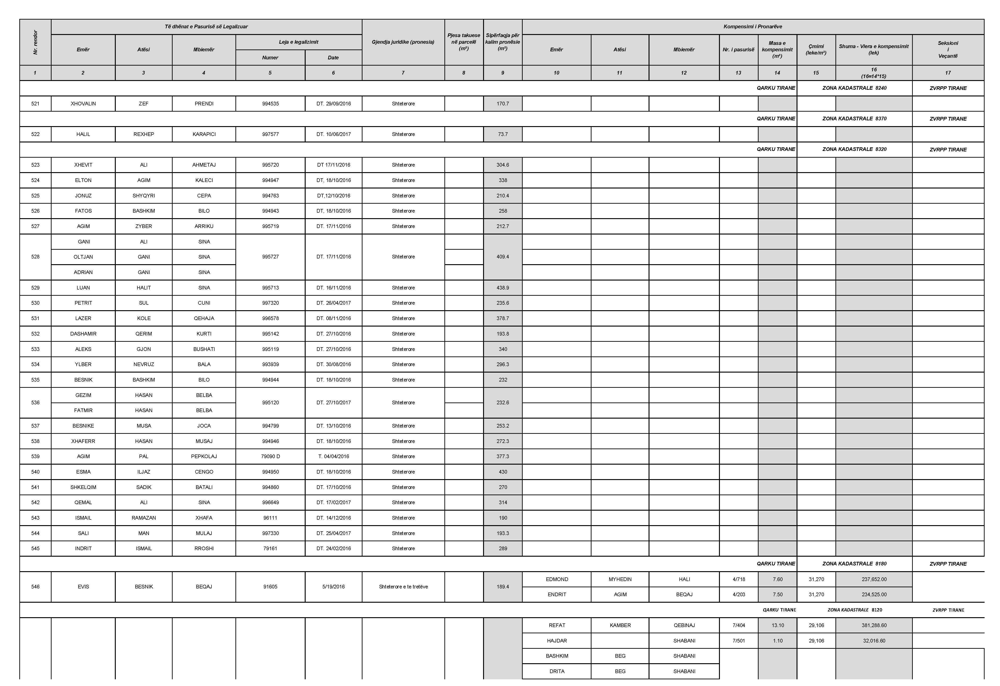 Nr. rendor
Të dhënat e Pasurisë së Legalizuar
Gjendja juridike (pronesia)
Pjesa takuese në parcelë (m²)
Sipërfaqja për kalim pronësie (m²)
Kompensimi i Pronarëve
Emër Atësi Mbiemër Leja e legalizimit
Numer Date
Emër Atësi Mbiemër Nr. i pasurisë Masa e kompensimit (m²) Çmimi (leke/m²) Shuma - Vlera e kompensimit (lek) Seksioni i Veçantë
1 2 3 4 5 6 7 8 9 10 11 12 13 14 15 16 (16=14*15) 17
QARKU TIRANE ZONA KADASTRALE 8240 ZVRPP TIRANE
521 XHOVALIN ZEF PRENDI 994535 DT. 29/09/2016 Shteterore 170.7
QARKU TIRANE ZONA KADASTRALE 8370 ZVRPP TIRANE
522 HALIL REXHEP KARAPICI 997577 DT. 10/06/2017 Shteterore 73.7
QARKU TIRANE ZONA KADASTRALE 8320 ZVRPP TIRANE
523 XHEVIT ALI AHMETAJ 995720 DT 17/11/2016 Shteterore 304.6
524 ELTON AGIM KALECI 994947 DT, 18/10/2016 Shteterore 338
525 JONUZ SHYQYRI CEPA 994763 DT,12/10/2016 Shteterore 210.4
526 FATOS BASHKIM BILO 994943 DT, 18/10/2016 Shteterore 258
527 AGIM ZYBER ARRIKU 995719 DT. 17/11/2016 Shteterore 212.7
GANI ALI SINA
528 OLTJAN GANI SINA 995727 DT. 17/11/2016 Shteterore 409.4
ADRIAN GANI SINA
529 LUAN HALIT SINA 995713 DT. 16/11/2016 Shteterore 438.9
530 PETRIT SUL CUNI 997320 DT. 26/04/2017 Shteterore 235.6
531 LAZER KOLE QEHAJA 996578 DT. 08/11/2016 Shteterore 378.7
532 DASHAMIR QERIM KURTI 995142 DT. 27/10/2016 Shteterore 193.8
533 ALEKS GJON BUSHATI 995119 DT. 27/10/2016 Shteterore 340
534 YLBER NEVRUZ BALA 993939 DT. 30/08/2016 Shteterore 296.3
535 BESNIK BASHKIM BILO 994944 DT. 18/10/2016 Shteterore 232
GEZIM HASAN BELBA
536 995120 DT. 27/10/2017 Shteterore 232.6
FATMIR HASAN BELBA
537 BESNIKE MUSA JOCA 994799 DT. 13/10/2016 Shteterore 253.2
538 XHAFERR HASAN MUSAJ 994946 DT. 18/10/2016 Shteterore 272.3
539 AGIM PAL PEPKOLAJ 79090 D T. 04/04/2016 Shteterore 377.3
540 ESMA ILJAZ CENGO 994950 DT. 18/10/2016 Shteterore 430
541 SHKELQIM SADIK BATALI 994860 DT. 17/10/2016 Shteterore 270
542 QEMAL ALI SINA 996649 DT. 17/02/2017 Shteterore 314
543 ISMAIL RAMAZAN XHAFA 96111 DT. 14/12/2016 Shteterore 190
544 SALI MAN MULAJ 997330 DT. 25/04/2017 Shteterore 193.3
545 INDRIT ISMAIL RROSHI 79161 DT. 24/02/2016 Shteterore 289
QARKU TIRANE ZONA KADASTRALE 8180 ZVRPP TIRANE
EDMOND MYHEDIN HALI 4/718 7.60 31,270 237,652.00
546 EVIS BESNIK BEQAJ 91605 5/19/2016 Shteterore e te tretëve 189.4
ENDRIT AGIM BEQAJ 4/203 7.50 31,270 234,525.00
QARKU TIRANE ZONA KADASTRALE 8120 ZVRPP TIRANE
REFAT KAMBER QEBINAJ 7/404 13.10 29,106 381,288.60
HAJDAR SHABANI 7/501 1.10 29,106 32,016.60
BASHKIM BEG SHABANI
DRITA BEG SHABANI